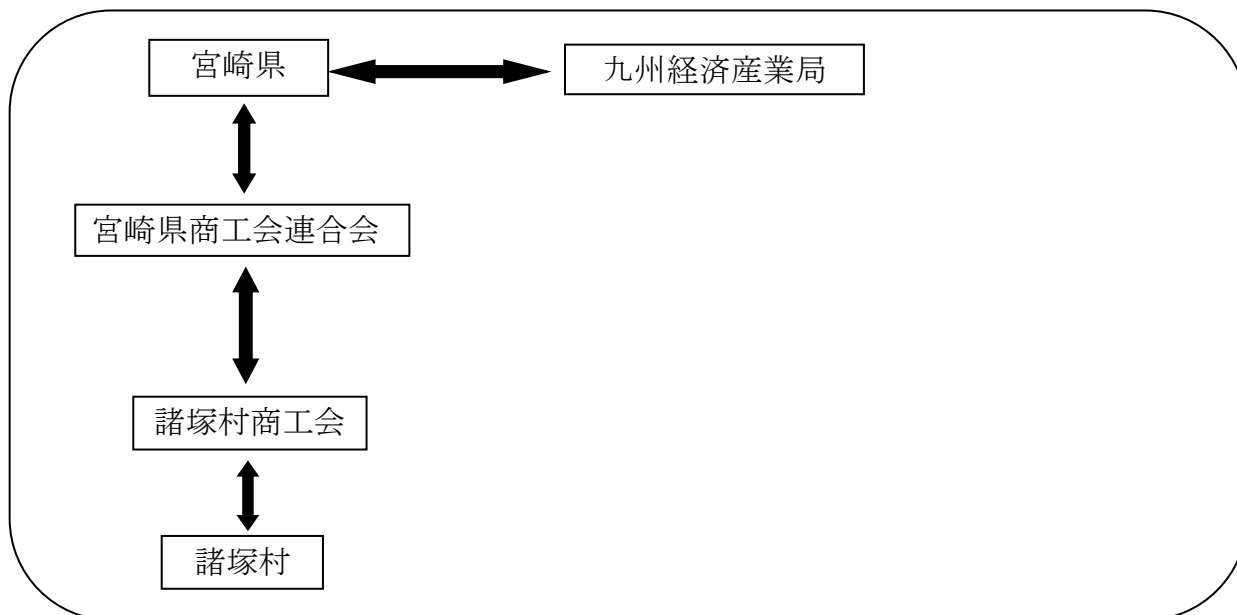 宮崎県
九州経済産業局
宮崎県商工会連合会
諸塚村商工会
諸塚村